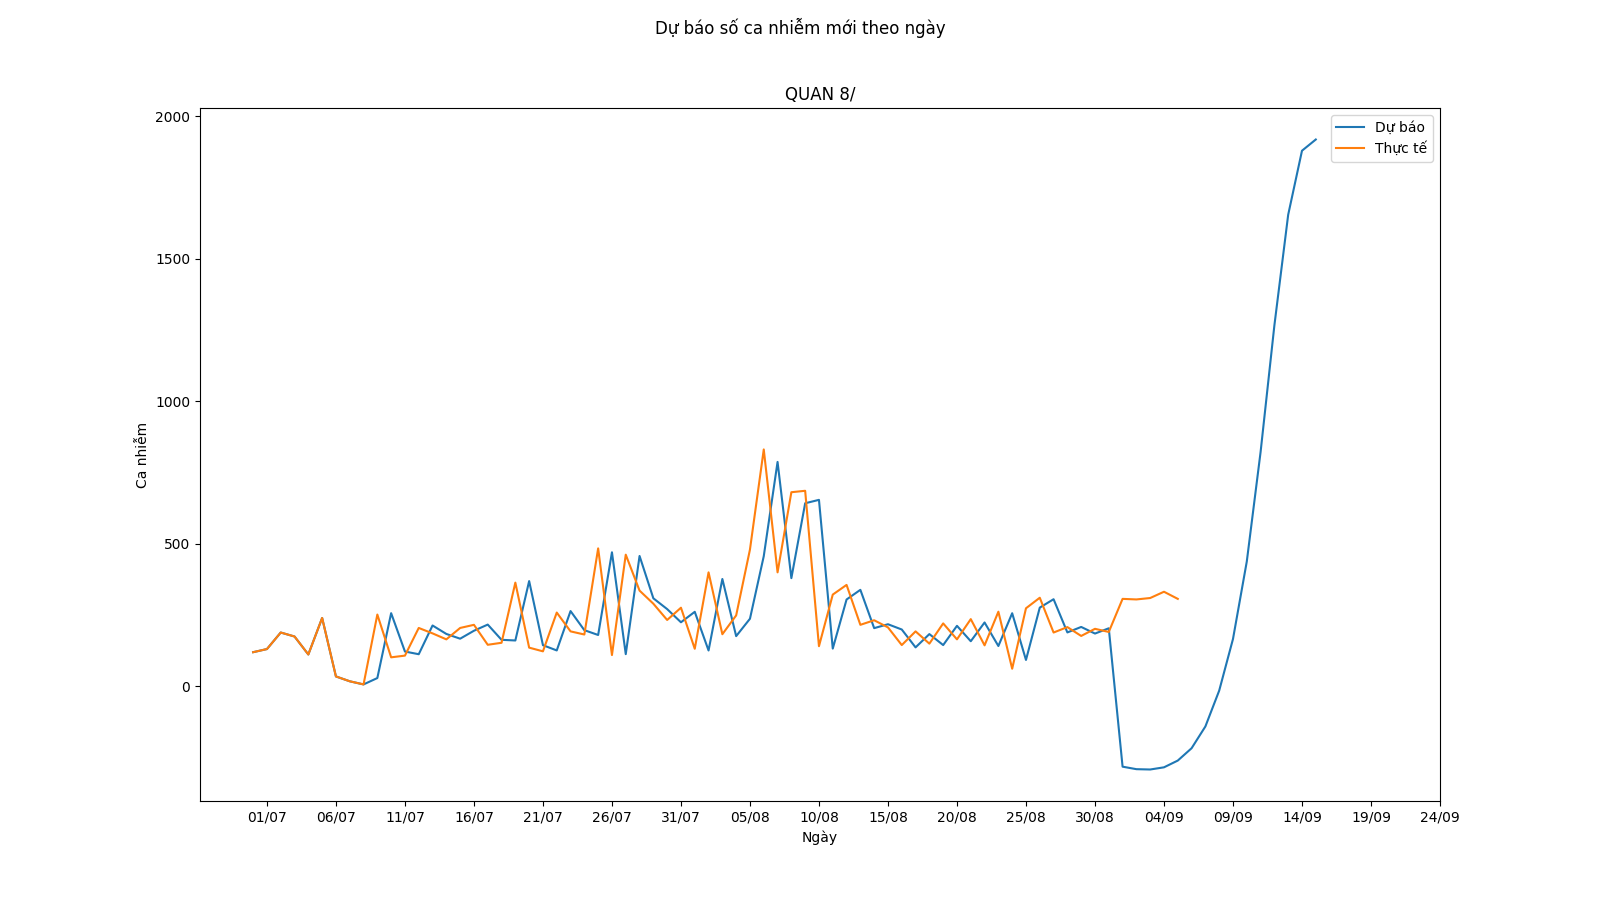 Dự báo số ca nhiễm mới theo ngày
QUAN 8/
2000
1500
1000
500
0
Ca nhiễm
Dự báo
Thực tế
01/07 06/07 11/07 16/07 21/07 26/07 31/07 05/08 10/08 15/08 20/08 25/08 30/08 04/09 09/09 14/09 19/09 24/09
Ngày